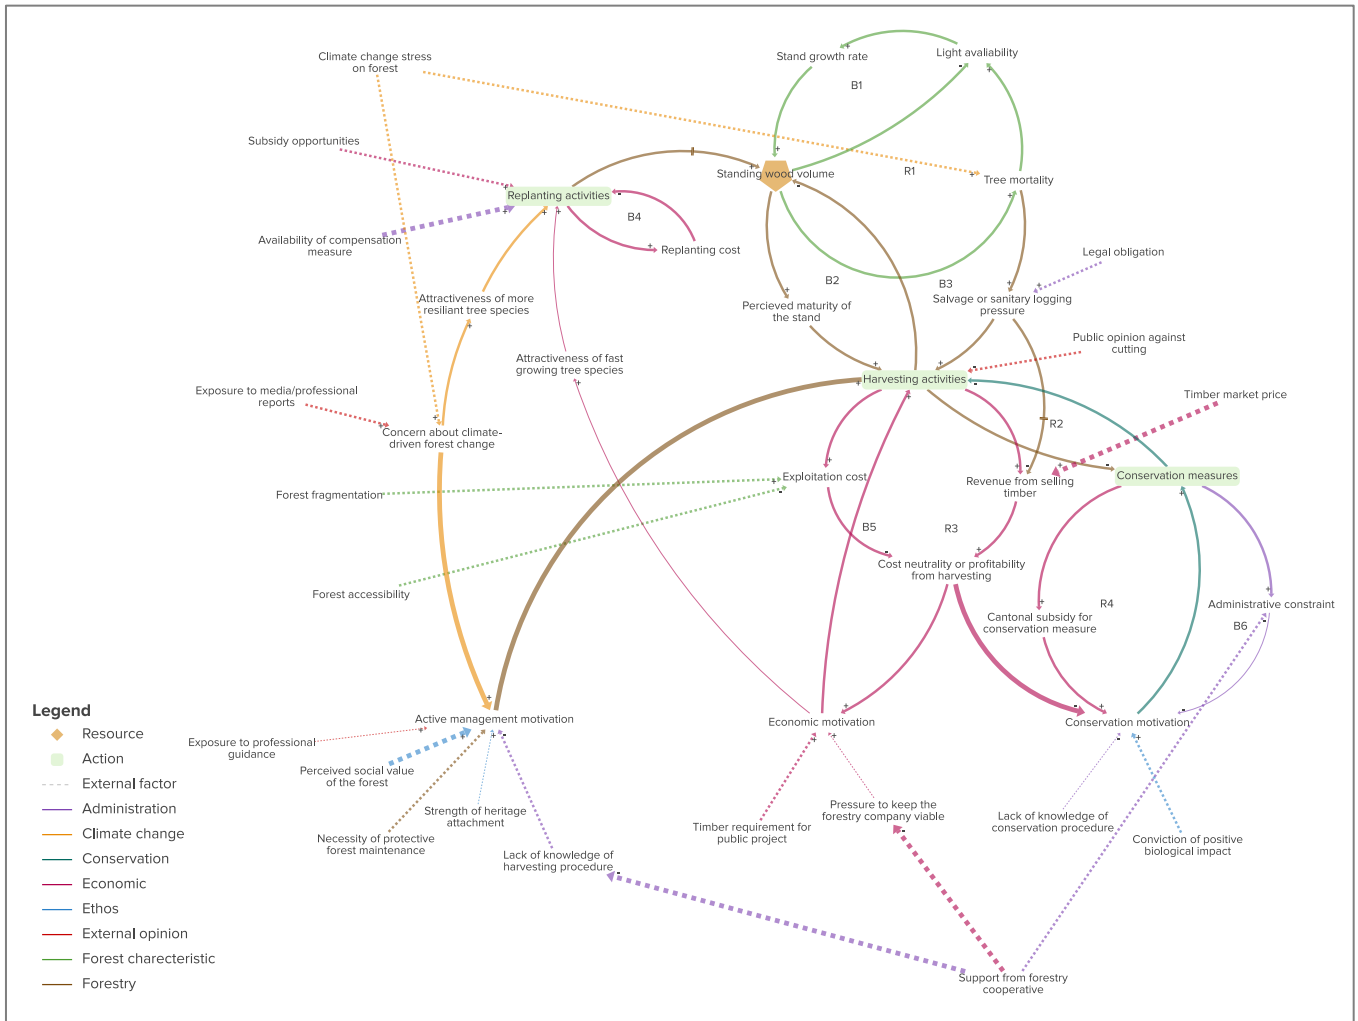 Climate change stress
on forest
Stand growth rate
Light avaliability
B1
Subsidy opportunities
Standing wood volume
R1
Tree mortality
Replanting activities
B4
Availability of compensation
measure
Replanting cost
Legal obligation
B2
B3
Attractiveness of more
resiliant tree species
Percieved maturity of
the stand
Salvage or sanitary logging
pressure
Public opinion against
cutting
Attractiveness of fast
growing tree species
Harvesting activities
Exposure to media/professional
reports
Timber market price
R2
Concern about climate-
driven forest change
Exploitation cost
Revenue from selling
timber
Conservation measures
Forest fragmentation
B5
R3
Cost neutrality or profitability
from harvesting
Forest accessibility
Cantonal subsidy for
conservation measure
R4
Administrative constraint
B6
Legend
Resource
Action
External factor
Administration
Climate change
Conservation
Economic
Ethos
External opinion
Forest charecteristic
Forestry
Active management motivation
Economic motivation
Conservation motivation
Exposure to professional
guidance
Perceived social value
of the forest
Strength of heritage
attachment
Necessity of protective
forest maintenance
Lack of knowledge of
harvesting procedure
Timber requirement for
public project
Pressure to keep the
forestry company viable
Lack of knowledge of
conservation procedure
Conviction of positive
biological impact
Support from forestry
cooperative